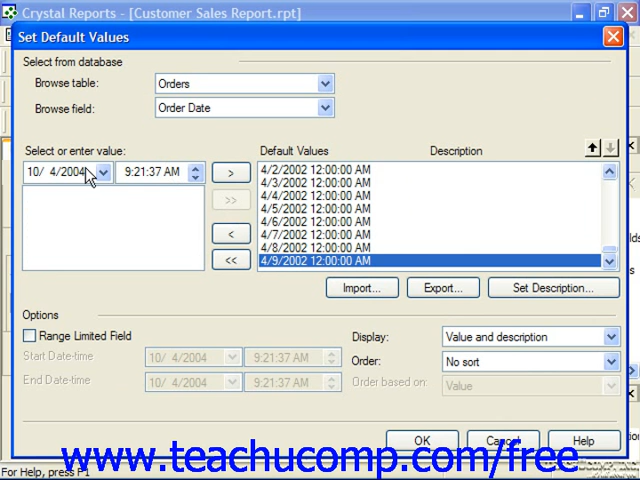 Crystal Reports - [Customer Sales Report.rpt]
Set Default Values
Select from database
Browse table: Orders
Browse field: Order Date
Select or enter value: Default Values Description
10/ 4/2004 9:21:37 AM > 4/2/2002 12:00:00 AM
4/3/2002 12:00:00 AM
>> 4/4/2002 12:00:00 AM
4/5/2002 12:00:00 AM
4/6/2002 12:00:00 AM
< 4/7/2002 12:00:00 AM
4/8/2002 12:00:00 AM
<< 4/9/2002 12:00:00 AM
Import... Export... Set Description...
Options
Range Limited Field Display: Value and description
Start Date-time 10/ 4/2004 9:21:37 AM Order: No sort
End Date-time 10/ 4/2004 9:21:37 AM Order based on: Value
OK Cancel Help
www.teachucomp.com/free
For Help, press F1